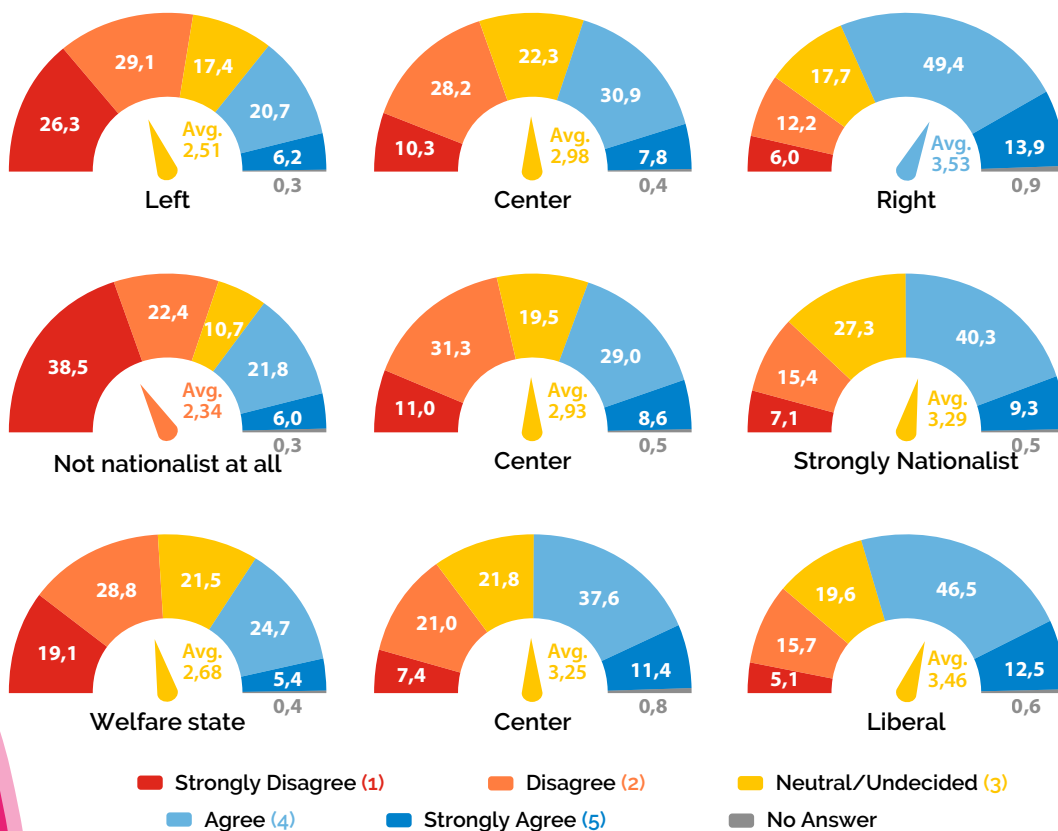 26,3
29,1
17,4
20,7
6,2
0,3
Avg.
2,51
Left
10,3
28,2
22,3
30,9
7,8
0,4
Avg.
2,98
Center
6,0
12,2
17,7
49,4
13,9
0,9
Avg.
3,53
Right
38,5
22,4
10,7
21,8
6,0
0,3
Avg.
2,34
Not nationalist at all
11,0
31,3
19,5
29,0
8,6
0,5
Avg.
2,93
Center
7,1
15,4
27,3
40,3
9,3
0,5
Avg.
3,29
Strongly Nationalist
19,1
28,8
21,5
24,7
5,4
0,4
Avg.
2,68
Welfare state
7,4
21,0
21,8
37,6
11,4
0,8
Avg.
3,25
Center
5,1
15,7
19,6
46,5
12,5
0,6
Avg.
3,46
Liberal
Strongly Disagree (1)
Disagree (2)
Neutral/Undecided (3)
Agree (4)
Strongly Agree (5)
No Answer